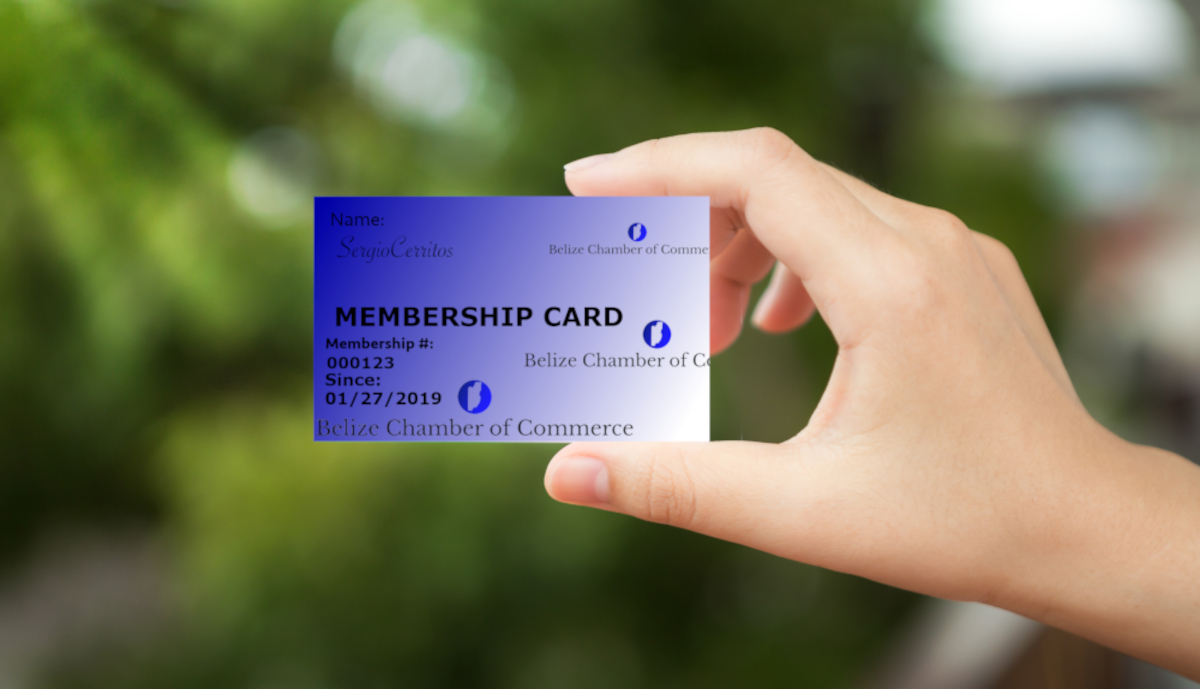 Name:
SergioCerritos
Belize Chamber of Comme
MEMBERSHIP CARD
Membership #:
000123
Belize Chamber of Co
Since:
01/27/2019
Belize Chamber of Commerce